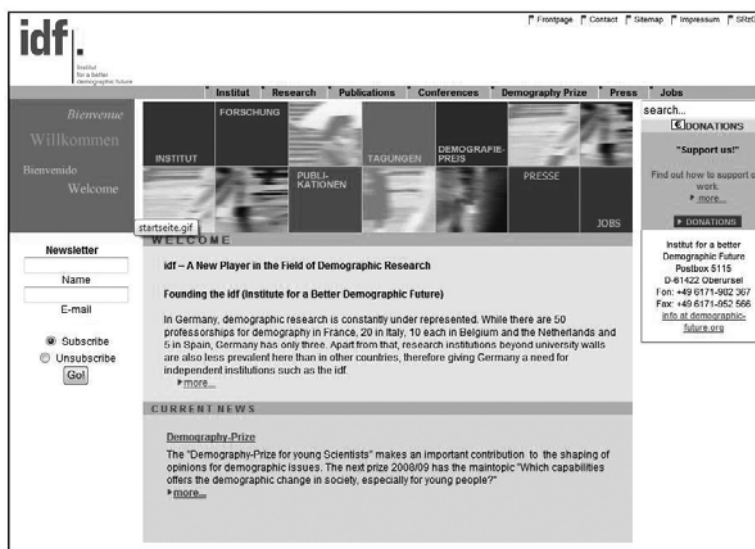 Frontpage Contact Sitemap Impressum SRzG
idf.
Institut
for a better
demographic future
Institut Research Publications Conferences Demography Prize Press Jobs
Bienvenue
Willkommen
Bienvenido
Welcome
INSTITUT
FORSCHUNG
TAGUNGEN
DEMOGRAFIE-
PREIS
PUBLI-
KATIONEN
PRESSE
JOBS
startseite.gif
search...
€ DONATIONS
"Support us!"
Find out how to support o
work.
more...
DONATIONS
Institut for a better
Demographic Future
Postbox 5115
D-61422 Oberursel
Fon: +49 6171-982 367
Fax: +49 6171-952 566
info at demographic-
future.org
Newsletter
Name
E-mail
Subscribe
Unsubscribe
Go!
WELCOME
idf – A New Player in the Field of Demographic Research
Founding the idf (Institute for a Better Demographic Future)
In Germany, demographic research is constantly under represented. While there are 50
professorships for demography in France, 20 in Italy, 10 each in Belgium and the Netherlands and
5 in Spain, Germany has only three. Apart from that, research institutions beyond university walls
are also less prevalent here than in other countries, therefore giving Germany a need for
independent institutions such as the idf.
more...
CURRENT NEWS
Demography-Prize
The "Demography-Prize for young Scientists" makes an important contribution to the shaping of
opinions for demographic issues. The next prize 2008/09 has the maintopic "Which capabilities
offers the demographic change in society, especially for young people?"
more...